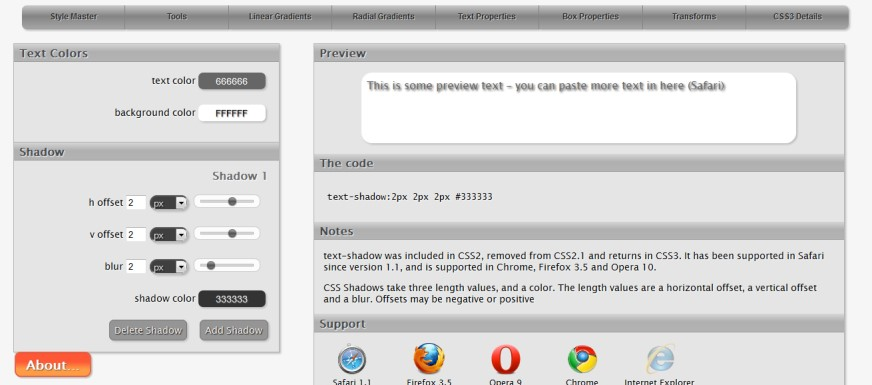 Style Master
Tools
Linear Gradients
Radial Gradients
Text Properties
Box Properties
Transforms
CSS3 Details
Text Colors
text color 666666
background color FFFFFF
Shadow
Shadow 1
h offset 2 px
v offset 2 px
blur 2 px
shadow color 333333
Delete Shadow Add Shadow
About...
Preview
This is some preview text – you can paste more text in here (Safari)
The code
text-shadow:2px 2px 2px #333333
Notes
text-shadow was included in CSS2, removed from CSS2.1 and returns in CSS3. It has been supported in Safari
since version 1.1, and is supported in Chrome, Firefox 3.5 and Opera 10.
CSS Shadows take three length values, and a color. The length values are a horizontal offset, a vertical offset
and a blur. Offsets may be negative or positive
Support
Safari 1.1 Firefox 3.5 Opera 9 Chrome Internet Explorer